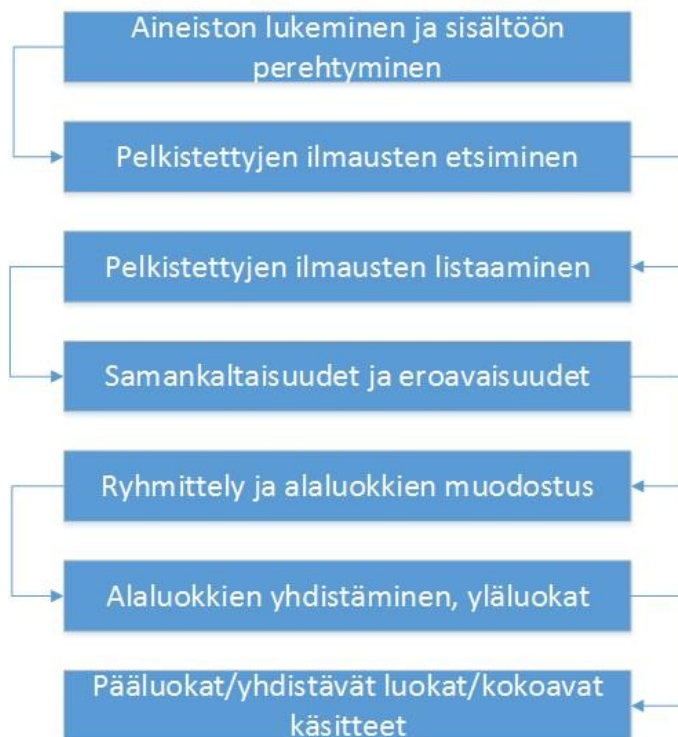 Aineiston lukeminen ja sisältöön
perehtyminen
Pelkistettyjen ilmausten etsiminen
Pelkistettyjen ilmausten listaaminen
Samankaltaisuudet ja eroavaisuudet
Ryhmittely ja alaluokkien muodostus
Alaluokkien yhdistäminen, yläluokat
Pääluokat/yhdistävät luokat/kokoavat
käsitteet